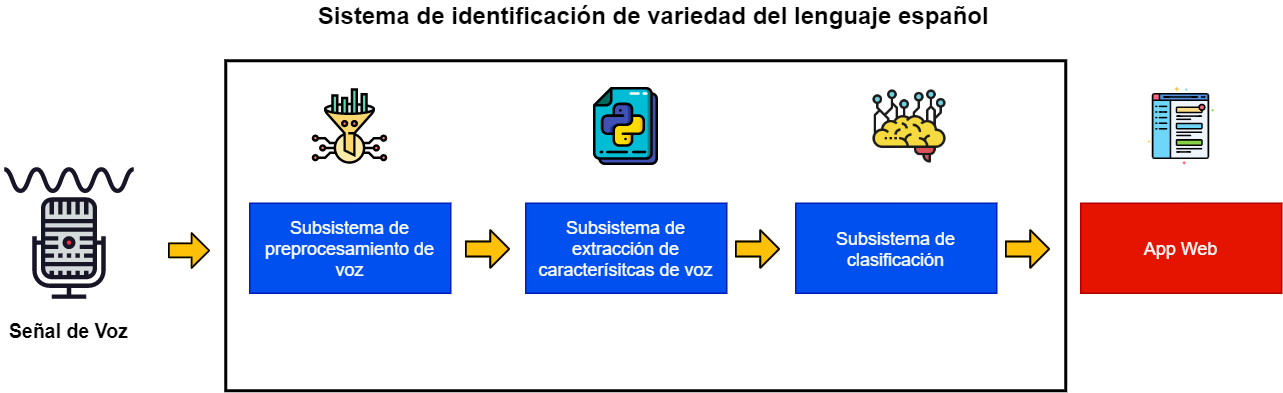 Sistema de identificación de variedad del lenguaje español
Señal de Voz
Subsistema de
preprocesamiento de
voz
Subsistema de
extracción de
caracterísitcas de voz
Subsistema de
clasificación
App Web